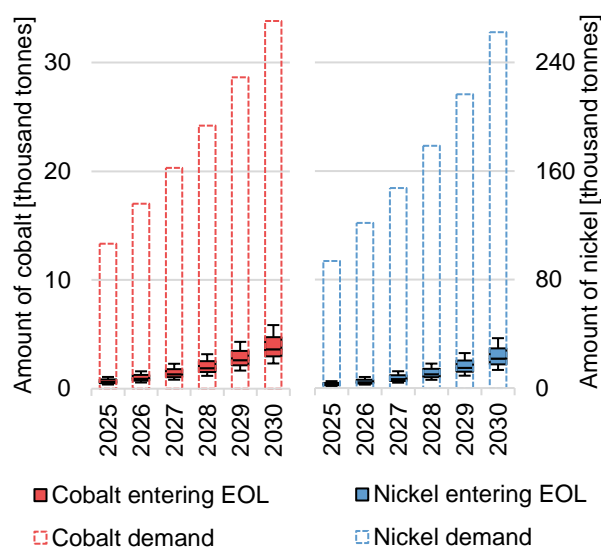 Amount of cobalt [thousand tonnes]
30
20
10
0
2025 2026 2027 2028 2029 2030
240
160
80
0
Amount of nickel [thousand tonnes]
2025 2026 2027 2028 2029 2030
Cobalt entering EOL
Nickel entering EOL
Cobalt demand
Nickel demand